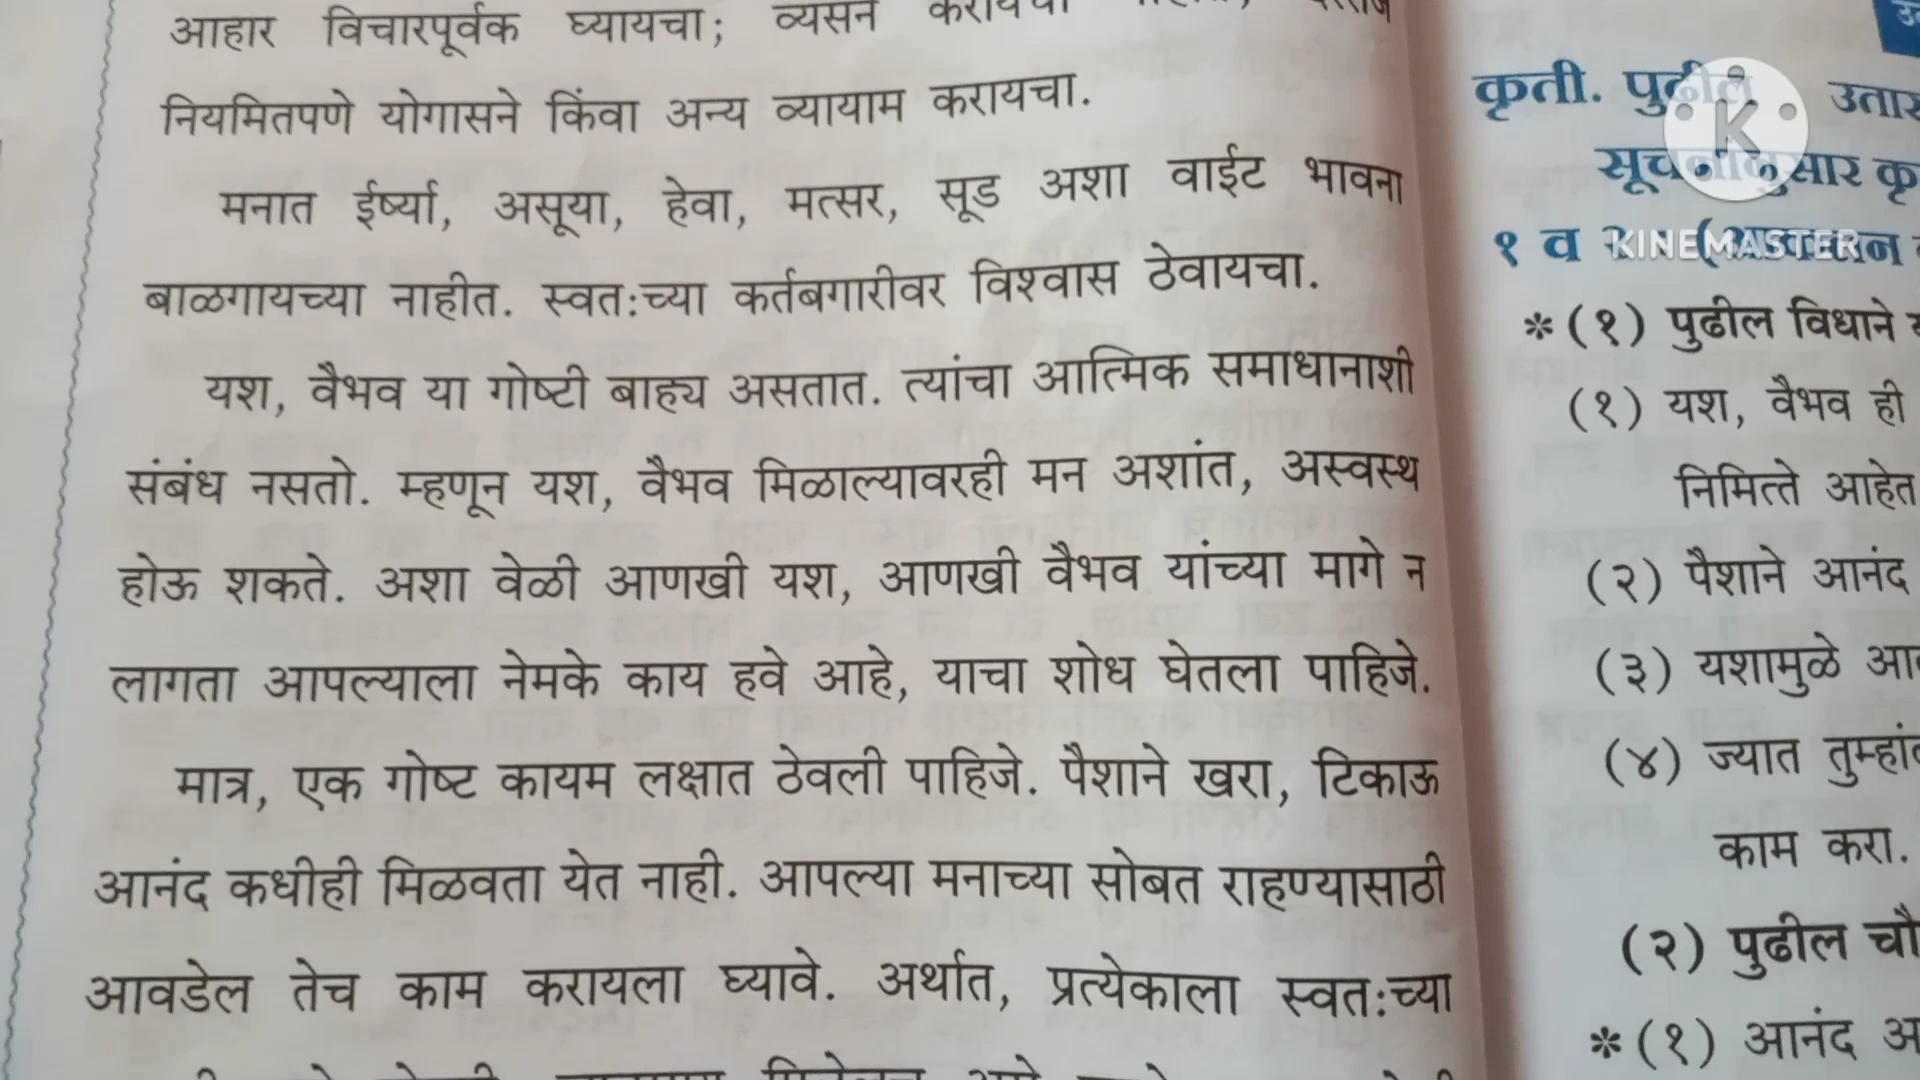 आहार विचारपूर्वक घ्यायचा; व्यसन
नियमितपणे योगासने किंवा अन्य व्यायाम करायचा.
मनात ईर्ष्या, असूया, हेवा, मत्सर, सूड अशा वाईट भावना
बाळगायच्या नाहीत. स्वत:च्या कर्तबगारीवर विश्वास ठेवायचा.
यश, वैभव या गोष्टी बाह्य असतात. त्यांचा आत्मिक समाधानाशी
संबंध नसतो. म्हणून यश, वैभव मिळाल्यावरही मन अशांत, अस्वस्थ
होऊ शकते. अशा वेळी आणखी यश, आणखी वैभव यांच्या मागे न
लागता आपल्याला नेमके काय हवे आहे, याचा शोध घेतला पाहिजे.
मात्र, एक गोष्ट कायम लक्षात ठेवली पाहिजे. पैशाने खरा, टिकाऊ
आनंद कधीही मिळवता येत नाही. आपल्या मनाच्या सोबत राहण्यासाठी
आवडेल तेच काम करायला घ्यावे. अर्थात, प्रत्येकाला स्वत:च्या
कृती. पुढील
सूचनांनुसार
१ व
K
KINEMASTER
* (१) पुढील विधाने
(१) यश, वैभव ही
निमित्ते आहेत
(२) पैशाने आनंद
(३) यशामुळे
(४) ज्यात
काम करा.
(२) पुढील
* (१) आनंद